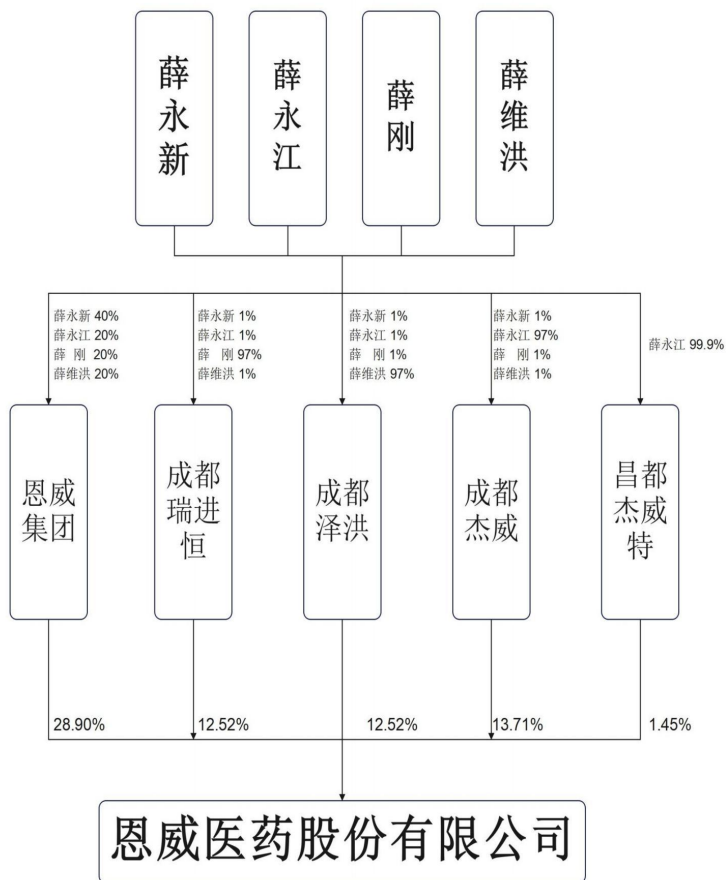 薛永新
薛永江
薛刚
薛维洪
薛永新 40%
薛永江 20%
薛 刚 20%
薛维洪 20%
薛永新 1%
薛永江 1%
薛 刚 97%
薛维洪 1%
薛永新 1%
薛永江 1%
薛 刚 1%
薛维洪 97%
薛永新 1%
薛永江 97%
薛 刚 1%
薛维洪 1%
薛永江 99.9%
恩威
集团
成都
瑞进
恒
成都
泽洪
成都
杰威
昌都
杰威
特
28.90%
12.52%
12.52%
13.71%
1.45%
恩威医药股份有限公司